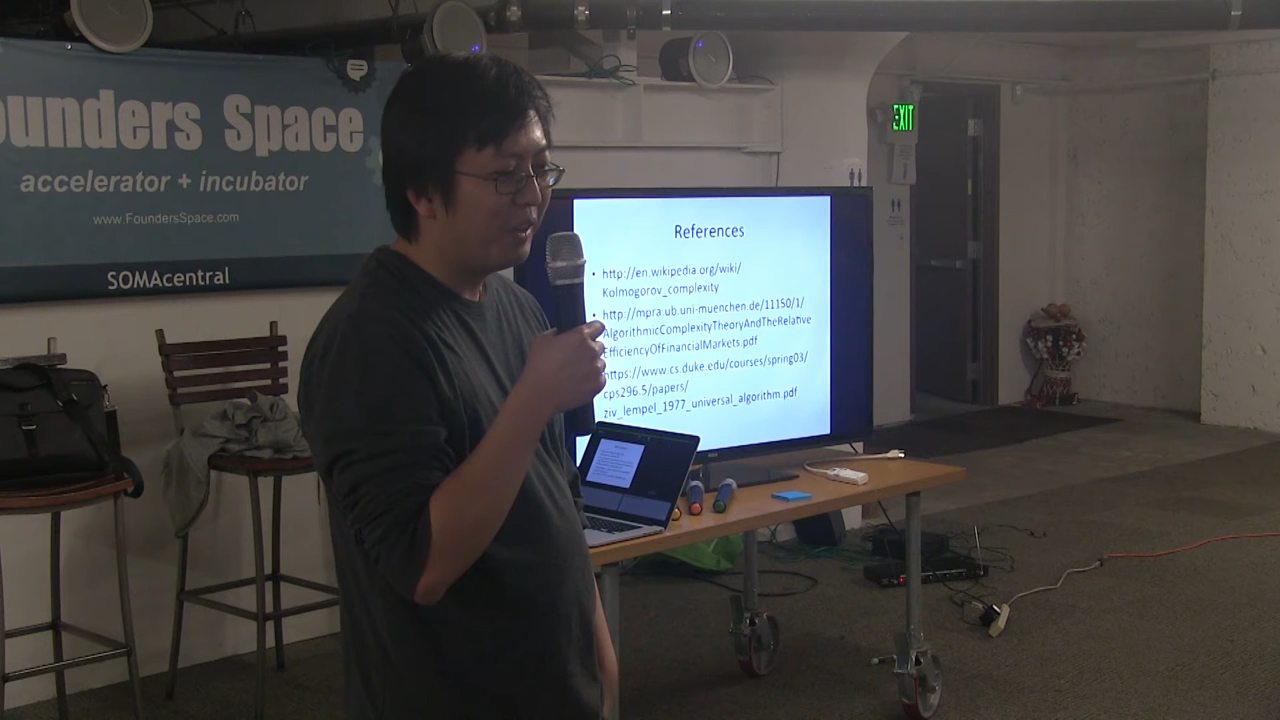 ounders Space
accelerator + incubator
www.FoundersSpace.com
SOMAcentral
EXIT
References
• http://en.wikipedia.org/wiki/
Kolmogorov_complexity
• http://mpra.ub.uni-muenchen.de/11150/1/
AlgorithmicComplexityTheoryAndTheRelative
EfficiencyOfFinancialMarkets.pdf
https://www.cs.duke.edu/courses/spring03/
cps296.5/papers/
ziv_lempel_1977_universal_algorithm.pdf